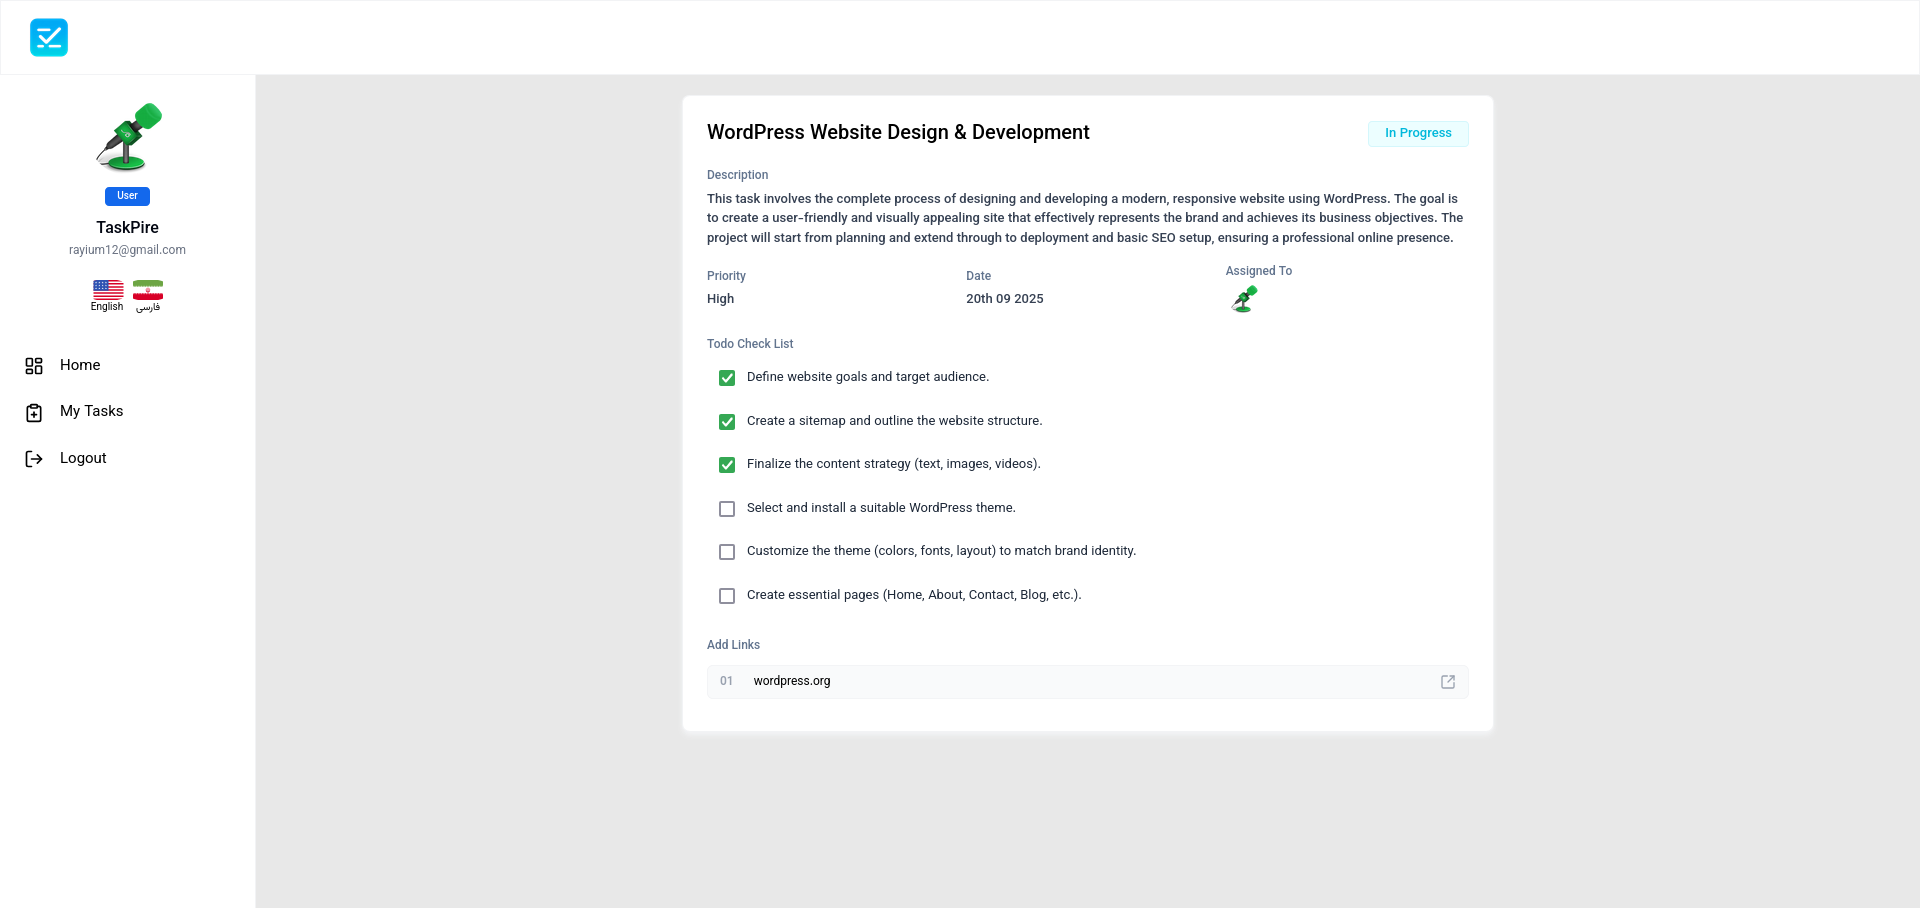 User
TaskPire
rayium12@gmail.com
English
فارسی
Home
My Tasks
Logout
WordPress Website Design & Development
In Progress
Description
This task involves the complete process of designing and developing a modern, responsive website using WordPress. The goal is
to create a user-friendly and visually appealing site that effectively represents the brand and achieves its business objectives. The
project will start from planning and extend through to deployment and basic SEO setup, ensuring a professional online presence.
Priority
High
Date
20th 09 2025
Assigned To
Todo Check List
Define website goals and target audience.
Create a sitemap and outline the website structure.
Finalize the content strategy (text, images, videos).
Select and install a suitable WordPress theme.
Customize the theme (colors, fonts, layout) to match brand identity.
Create essential pages (Home, About, Contact, Blog, etc.).
Add Links
01 wordpress.org